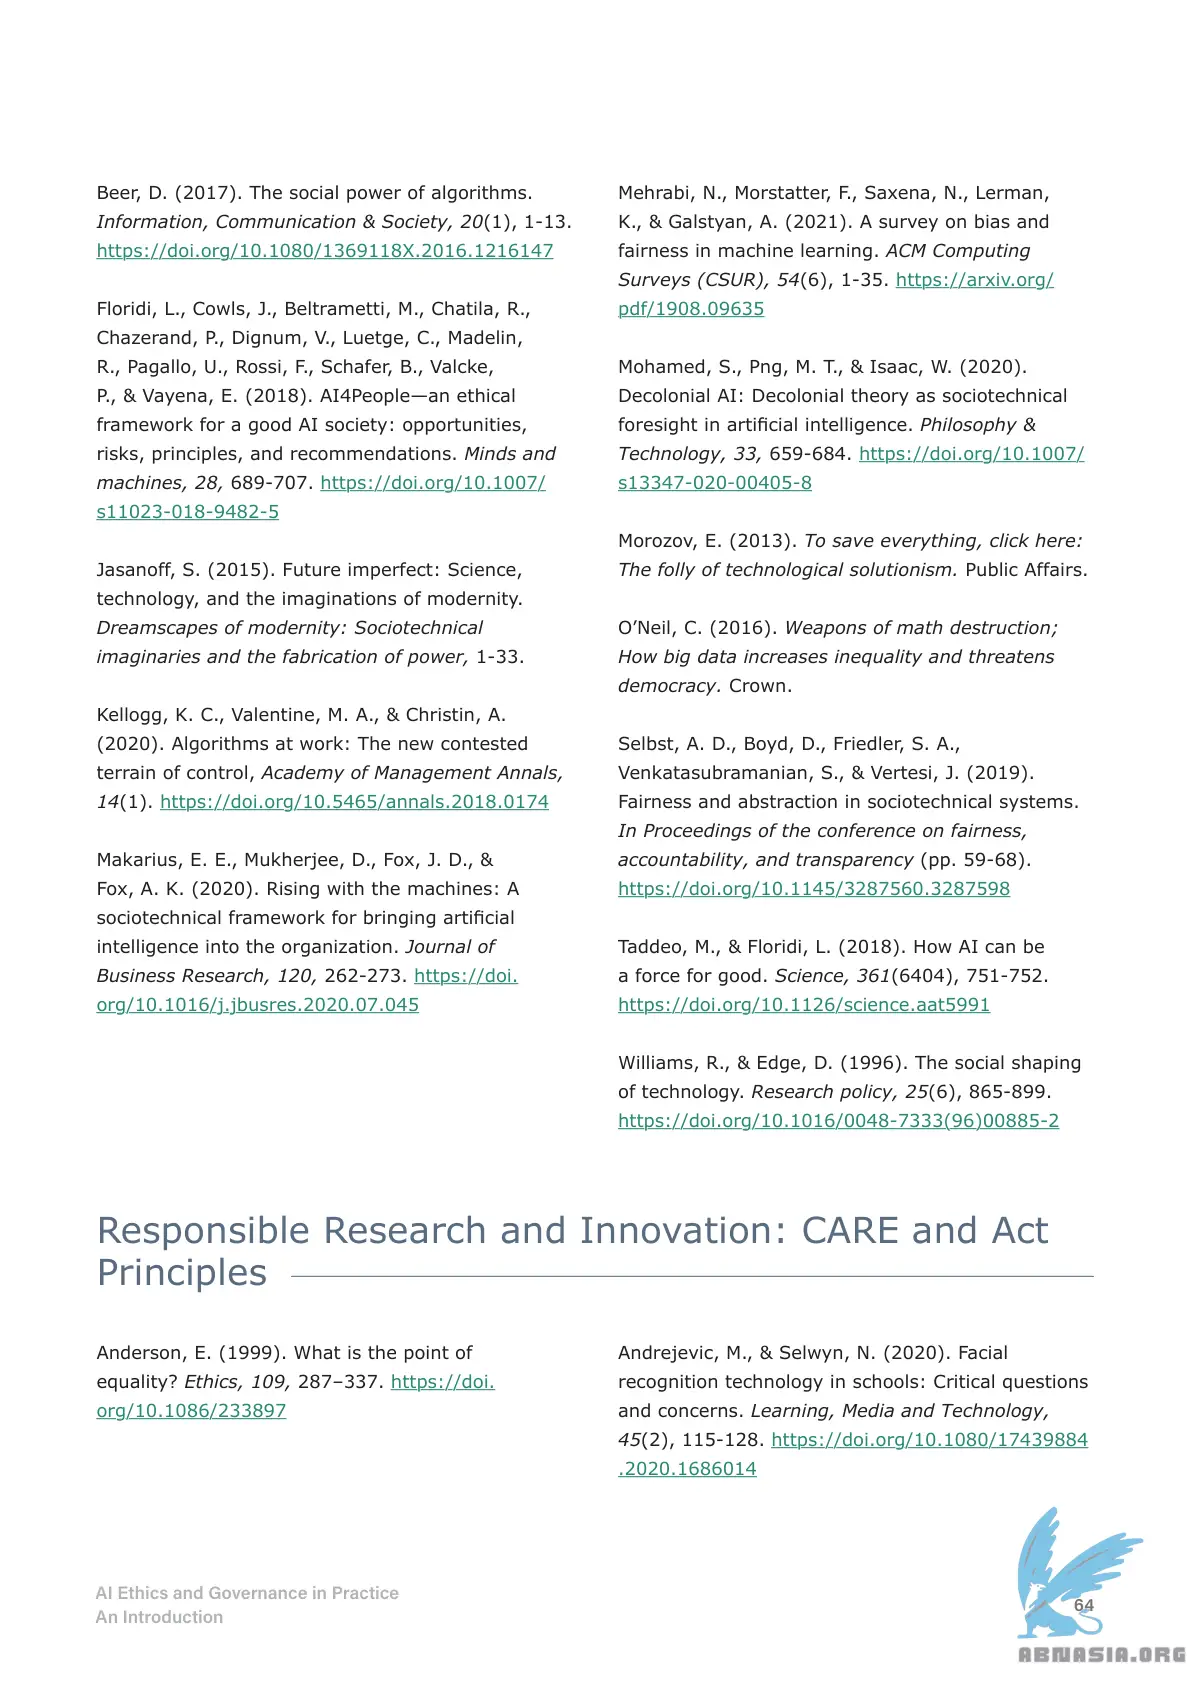 Beer, D. (2017). The social power of algorithms.
Information, Communication & Society, 20(1), 1-13.
https://doi.org/10.1080/1369118X.2016.1216147
Floridi, L., Cowls, J., Beltrametti, M., Chatila, R.,
Chazerand, P., Dignum, V., Luetge, C., Madelin,
R., Pagallo, U., Rossi, F., Schafer, B., Valcke,
P., & Vayena, E. (2018). AI4People—an ethical
framework for a good AI society: opportunities,
risks, principles, and recommendations. Minds and
machines, 28, 689-707. https://doi.org/10.1007/
s11023-018-9482-5
Jasanoff, S. (2015). Future imperfect: Science,
technology, and the imaginations of modernity.
Dreamscapes of modernity: Sociotechnical
imaginaries and the fabrication of power, 1-33.
Kellogg, K. C., Valentine, M. A., & Christin, A.
(2020). Algorithms at work: The new contested
terrain of control, Academy of Management Annals,
14(1). https://doi.org/10.5465/annals.2018.0174
Makarius, E. E., Mukherjee, D., Fox, J. D., &
Fox, A. K. (2020). Rising with the machines: A
sociotechnical framework for bringing artificial
intelligence into the organization. Journal of
Business Research, 120, 262-273. https://doi.
org/10.1016/j.jbusres.2020.07.045
Mehrabi, N., Morstatter, F., Saxena, N., Lerman,
K., & Galstyan, A. (2021). A survey on bias and
fairness in machine learning. ACM Computing
Surveys (CSUR), 54(6), 1-35. https://arxiv.org/
pdf/1908.09635
Mohamed, S., Png, M. T., & Isaac, W. (2020).
Decolonial AI: Decolonial theory as sociotechnical
foresight in artificial intelligence. Philosophy &
Technology, 33, 659-684. https://doi.org/10.1007/
s13347-020-00405-8
Morozov, E. (2013). To save everything, click here:
The folly of technological solutionism. Public Affairs.
O’Neil, C. (2016). Weapons of math destruction;
How big data increases inequality and threatens
democracy. Crown.
Selbst, A. D., Boyd, D., Friedler, S. A.,
Venkatasubramanian, S., & Vertesi, J. (2019).
Fairness and abstraction in sociotechnical systems.
In Proceedings of the conference on fairness,
accountability, and transparency (pp. 59-68).
https://doi.org/10.1145/3287560.3287598
Taddeo, M., & Floridi, L. (2018). How AI can be
a force for good. Science, 361(6404), 751-752.
https://doi.org/10.1126/science.aat5991
Williams, R., & Edge, D. (1996). The social shaping
of technology. Research policy, 25(6), 865-899.
https://doi.org/10.1016/0048-7333(96)00885-2
Responsible Research and Innovation: CARE and Act
Principles
Anderson, E. (1999). What is the point of
equality? Ethics, 109, 287–337. https://doi.
org/10.1086/233897
Andrejevic, M., & Selwyn, N. (2020). Facial
recognition technology in schools: Critical questions
and concerns. Learning, Media and Technology,
45(2), 115-128. https://doi.org/10.1080/17439884
.2020.1686014
AI Ethics and Governance in Practice
An Introduction
64
ABNASIA.ORG